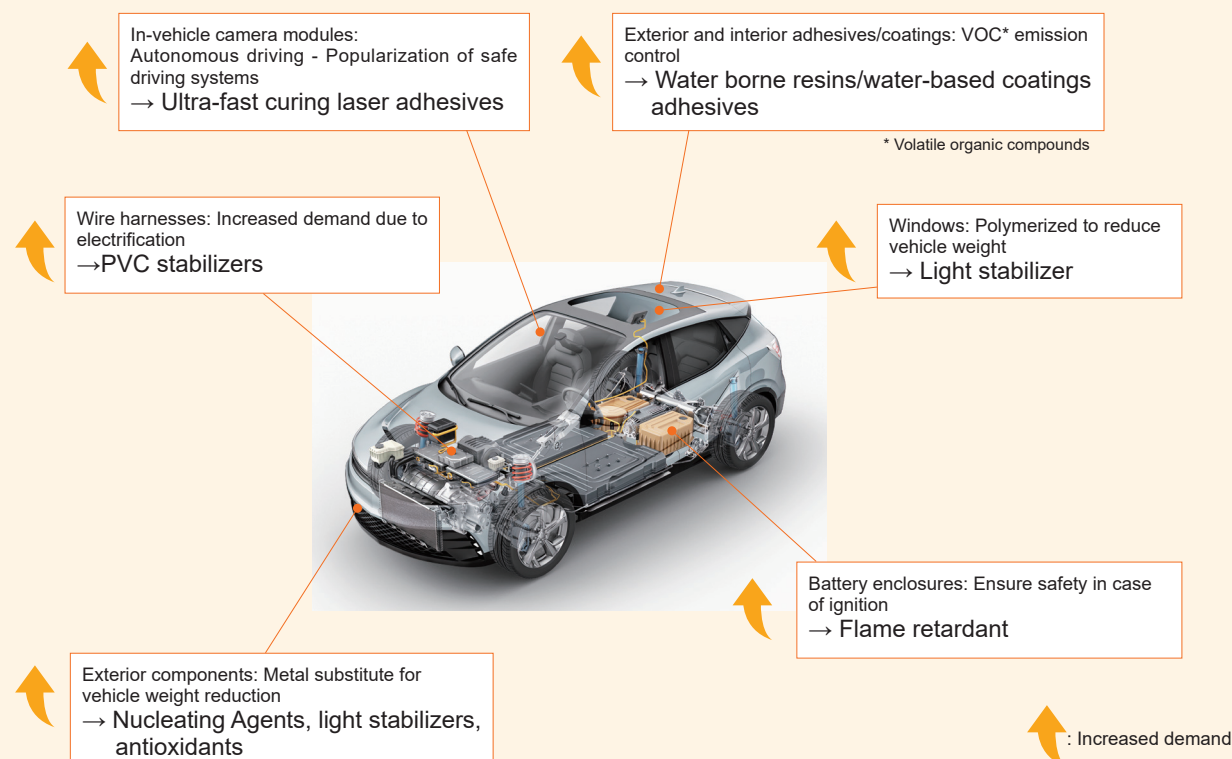 In-vehicle camera modules:
Autonomous driving - Popularization of safe
driving systems
→ Ultra-fast curing laser adhesives
Exterior and interior adhesives/coatings: VOC* emission
control
→ Water borne resins/water-based coatings
adhesives
* Volatile organic compounds
Wire harnesses: Increased demand due to
electrification
→PVC stabilizers
Windows: Polymerized to reduce
vehicle weight
→ Light stabilizer
Battery enclosures: Ensure safety in case
of ignition
→ Flame retardant
Exterior components: Metal substitute for
vehicle weight reduction
→ Nucleating Agents, light stabilizers,
antioxidants
: Increased demand